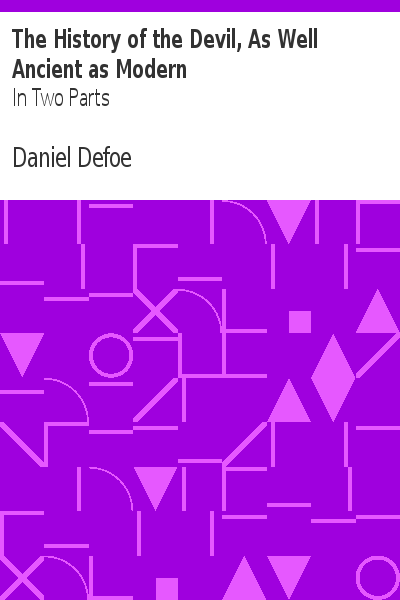 The History of the Devil, As Well
Ancient as Modern
In Two Parts
Daniel Defoe